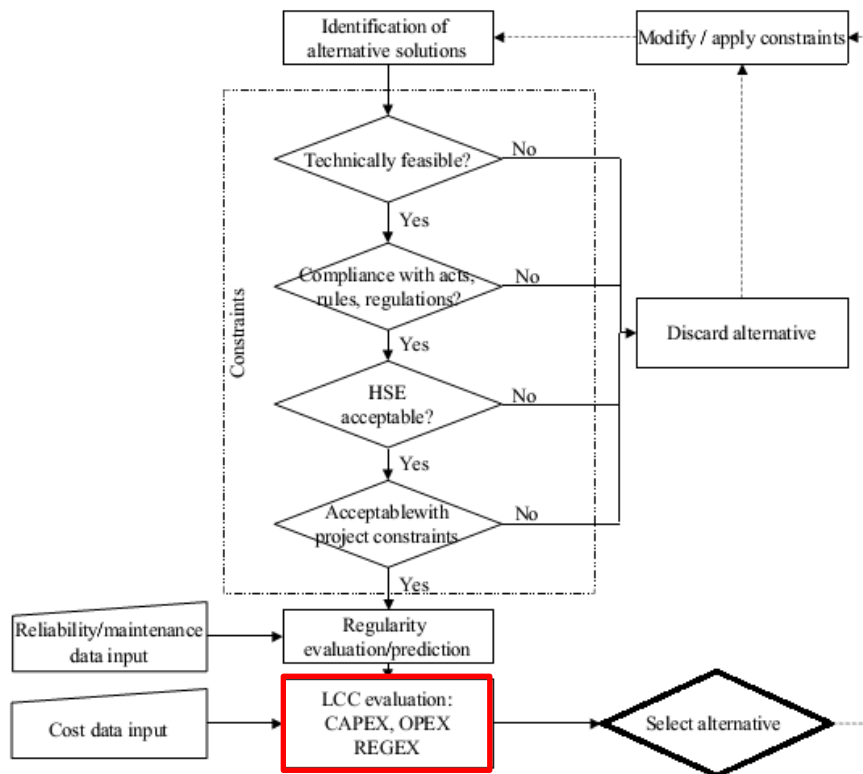 Identification of
alternative solutions
Modify / apply constraints
Technically feasible?
No
Yes
Compliance with acts,
rules, regulations?
No
Yes
Discard alternative
Constraints
HSE
acceptable?
No
Yes
Acceptablewith
project constraints
No
Yes
Reliability/maintenance
data input
Regularity
evaluation/prediction
Cost data input
LCC evaluation:
CAPEX, OPEX
REGEX
Select alternative